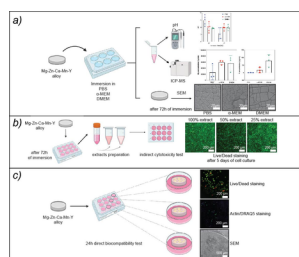 a)
pH
Mg-Zn-Ca-Mn-Y
alloy
Immersion in
PBS
α-MEM
DMEM
ICP-MS
SEM
after 72h of immersion
PBS
α-MEM
DMEM
b)
Mg-Zn-Ca-Mn-Y
alloy
100% extract
50% extract
25% extract
after 72h
of immersion
extracts preparation
indirect cytotoxicity test
Live/Dead staining
after 5 days of cell culture
c)
Mg-Zn-Ca-Mn-Y
alloy
24h direct biocompatibility test
Live/Dead staining
Actin/DRAQ5 staining
SEM